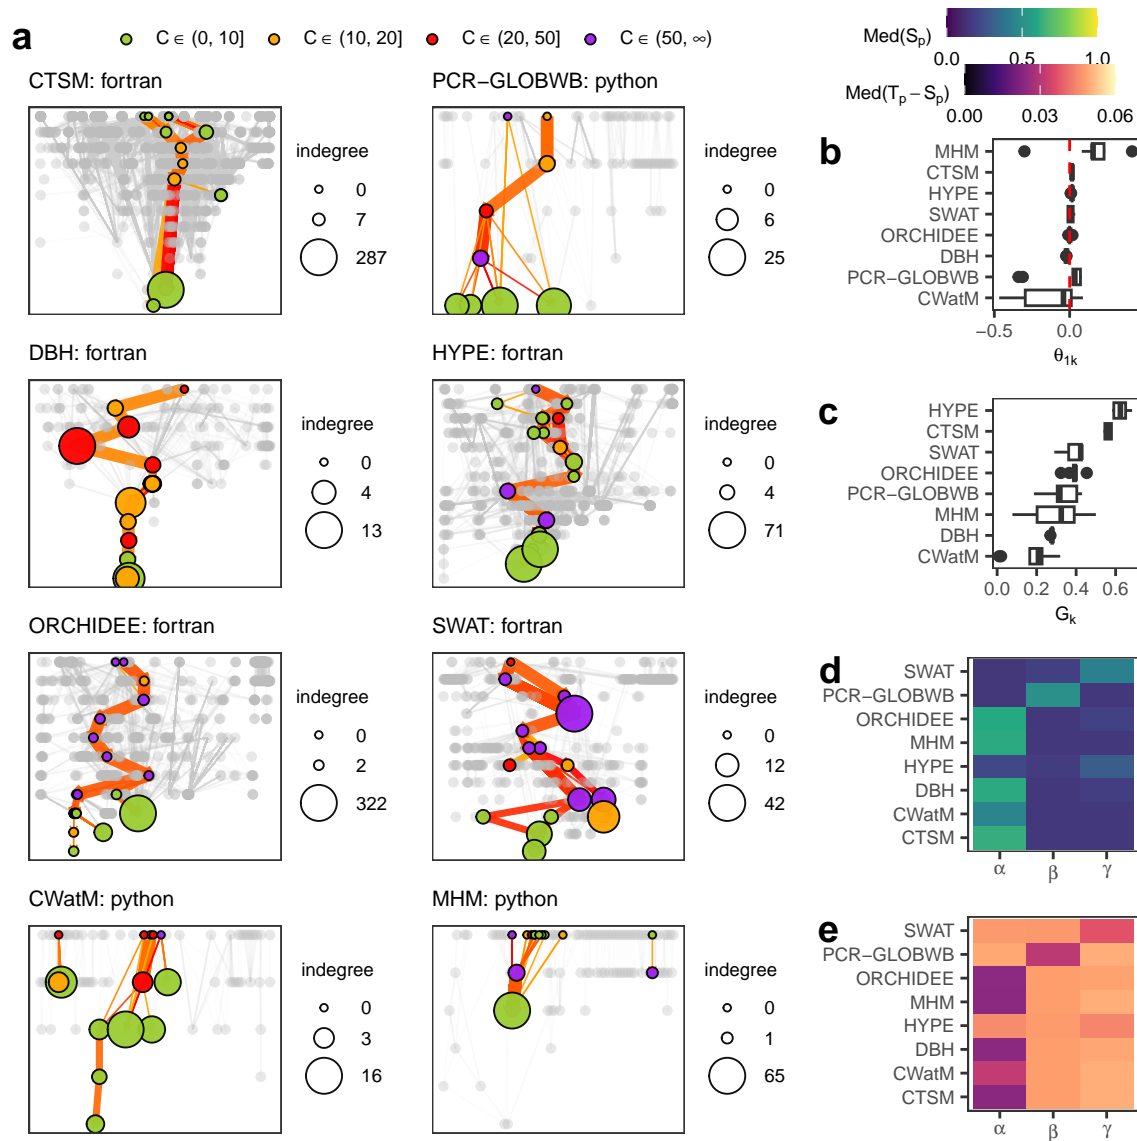 a
C ∈ (0, 10]
C ∈ (10, 20]
C ∈ (20, 50]
C ∈ (50, ∞)
CTSM: fortran
indegree
0
7
287
PCR−GLOBWB: python
indegree
0
6
25
DBH: fortran
indegree
0
4
13
HYPE: fortran
indegree
0
4
71
ORCHIDEE: fortran
indegree
0
2
322
SWAT: fortran
indegree
0
12
42
CWatM: python
indegree
0
3
16
MHM: python
indegree
0
1
65
Med(Sp)
0.0 0.5 1.0
Med(Tp − Sp)
0.00 0.03 0.06
b
MHM
CTSM
HYPE
SWAT
ORCHIDEE
DBH
PCR−GLOBWB
CWatM
−0.5 0.0
θ1k
c
HYPE
CTSM
SWAT
ORCHIDEE
PCR−GLOBWB
MHM
DBH
CWatM
0.0 0.2 0.4 0.6
Gk
d
SWAT
PCR−GLOBWB
ORCHIDEE
MHM
HYPE
DBH
CWatM
CTSM
α β γ
e
SWAT
PCR−GLOBWB
ORCHIDEE
MHM
HYPE
DBH
CWatM
CTSM
α β γ